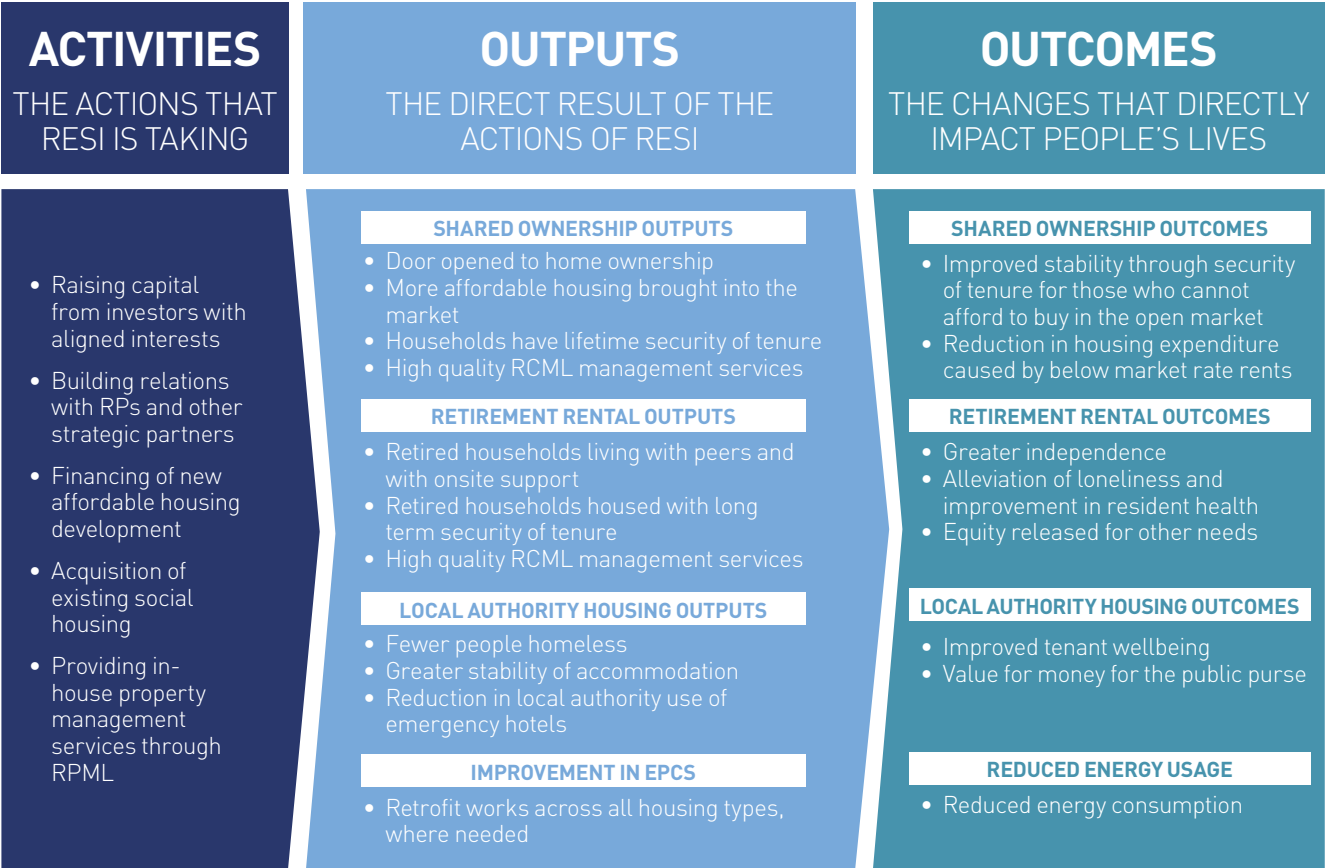 ACTIVITIES
THE ACTIONS THAT
RESI IS TAKING
• Raising capital
from investors with
aligned interests
• Building relations
with RPs and other
strategic partners
• Financing of new
affordable housing
development
• Acquisition of
existing social
housing
• Providing in-
house property
management
services through
RPML
OUTPUTS
THE DIRECT RESULT OF THE
ACTIONS OF RESI
SHARED OWNERSHIP OUTPUTS
• Door opened to home ownership
• More affordable housing brought into the
market
• Households have lifetime security of tenure
• High quality RCML management services
RETIREMENT RENTAL OUTPUTS
• Retired households living with peers and
with onsite support
• Retired households housed with long
term security of tenure
• High quality RCML management services
LOCAL AUTHORITY HOUSING OUTPUTS
• Fewer people homeless
• Greater stability of accommodation
• Reduction in local authority use of
emergency hotels
IMPROVEMENT IN EPCS
• Retrofit works across all housing types,
where needed
OUTCOMES
THE CHANGES THAT DIRECTLY
IMPACT PEOPLE'S LIVES
SHARED OWNERSHIP OUTCOMES
• Improved stability through security
of tenure for those who cannot
afford to buy in the open market
• Reduction in housing expenditure
caused by below market rate rents
RETIREMENT RENTAL OUTCOMES
• Greater independence
• Alleviation of loneliness and
improvement in resident health
• Equity released for other needs
LOCAL AUTHORITY HOUSING OUTCOMES
• Improved tenant wellbeing
• Value for money for the public purse
REDUCED ENERGY USAGE
• Reduced energy consumption